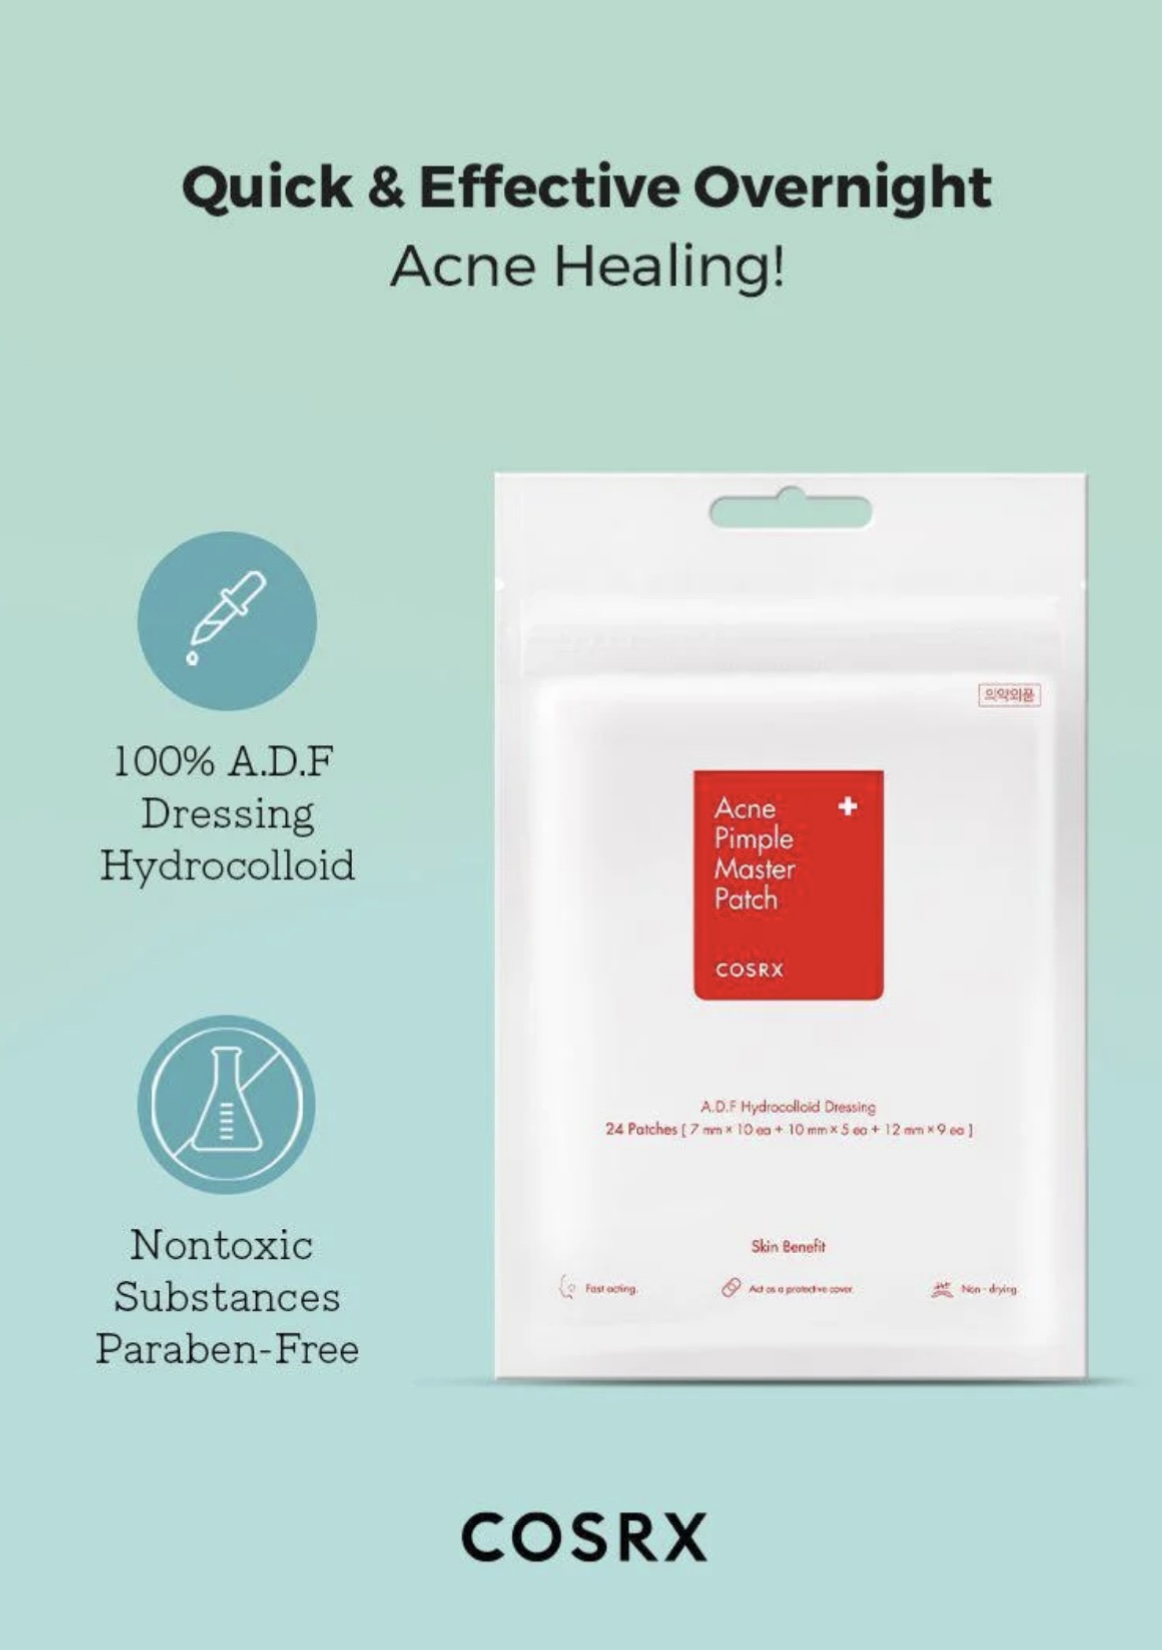 Quick & Effective Overnight
Acne Healing!
100% A.D.F
Dressing
Hydrocolloid
Nontoxic
Substances
Paraben-Free
의약외품
Acne
Pimple
Master
Patch
COSRX
A.D.F Hydrocolloid Dressing
24 Patches [ 7 mm × 10 ea + 10 mm × 5 ea + 12 mm × 9 ea ]
Skin Benefit
Fast acting.
Act as a protective cover.
Non - drying.
COSRX